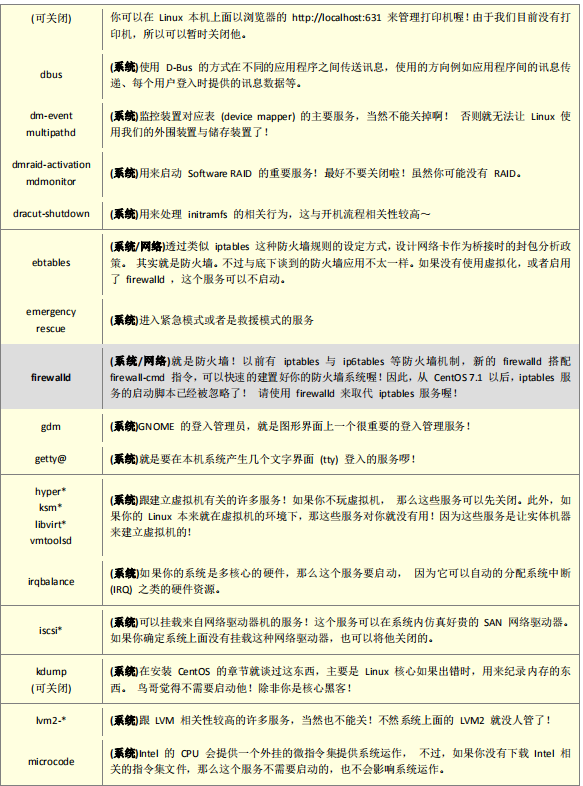 (可关闭)
你可以在 Linux 本机上面以浏览器的 http://localhost:631 来管理打印机喔！由于我们目前没有打
印机，所以可以暂时关闭他。
dbus
(系统)使用 D-Bus 的方式在不同的应用程序之间传送讯息，使用的方向例如应用程序间的讯息传
递、每个用户登入时提供的讯息数据等。
dm-event
multipathd
(系统)监控装置对应表 (device mapper) 的主要服务，当然不能关掉啊！ 否则就无法让 Linux 使
用我们的外围装置与储存装置了！
dmraid-activation
mdmonitor
(系统)用来启动 Software RAID 的重要服务！最好不要关闭啦！虽然你可能没有 RAID。
dracut-shutdown
(系统)用来处理 initramfs 的相关行为，这与开机流程相关性较高～
ebtables
(系统/网络)透过类似 iptables 这种防火墙规则的设定方式，设计网络卡作为桥接时的封包分析政
策。 其实就是防火墙。不过与底下谈到的防火墙应用不太一样。如果没有使用虚拟化，或者启用
了 firewalld ，这个服务可以不启动。
emergency
rescue
(系统)进入紧急模式或者是救援模式的服务
firewalld
(系统/网络)就是防火墙！以前有 iptables 与 ip6tables 等防火墙机制，新的 firewalld 搭配
firewall-cmd 指令，可以快速的建置好你的防火墙系统喔！因此，从 CentOS 7.1 以后，iptables 服
务的启动脚本已经被忽略了！ 请使用 firewalld 来取代 iptables 服务喔！
gdm
(系统)GNOME 的登入管理员，就是图形界面上一个很重要的登入管理服务！
getty@
(系统)就是要在本机系统产生几个文字界面 (tty) 登入的服务啰！
hyper*
ksm*
libvirt*
vmtoolsd
(系统)跟建立虚拟机有关的许多服务！如果你不玩虚拟机， 那么这些服务可以先关闭。此外，如
果你的 Linux 本来就在虚拟机的环境下，那这些服务对你就没有用！因为这些服务是让实体机器
来建立虚拟机的！
irqbalance
(系统)如果你的系统是多核心的硬件，那么这个服务要启动， 因为它可以自动的分配系统中断
(IRQ) 之类的硬件资源。
iscsi*
(系统)可以挂载来自网络驱动器机的服务！这个服务可以在系统内仿真好贵的 SAN 网络驱动器。
如果你确定系统上面没有挂载这种网络驱动器，也可以将他关闭的。
kdump
(可关闭)
(系统)在安装 CentOS 的章节就谈过这东西，主要是 Linux 核心如果出错时，用来纪录内存的东
西。 鸟哥觉得不需要启动他！除非你是核心黑客！
lvm2-*
(系统)跟 LVM 相关性较高的许多服务，当然也不能关！不然系统上面的 LVM2 就没人管了！
microcode
(系统)Intel 的 CPU 会提供一个外挂的微指令集提供系统运作， 不过，如果你没有下载 Intel 相
关的指令集文件，那么这个服务不需要启动的，也不会影响系统运作。